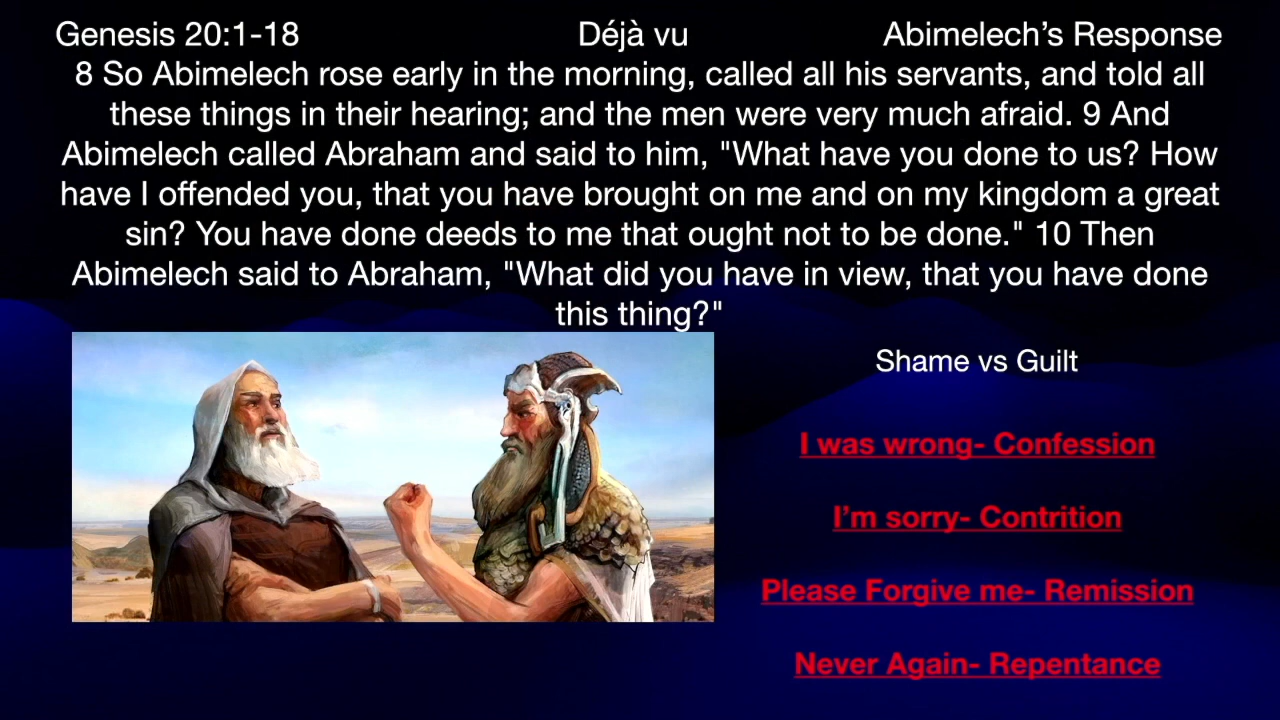 Genesis 20:1-18 Déjà vu Abimelech’s Response
8 So Abimelech rose early in the morning, called all his servants, and told all
these things in their hearing; and the men were very much afraid. 9 And
Abimelech called Abraham and said to him, "What have you done to us? How
have I offended you, that you have brought on me and on my kingdom a great
sin? You have done deeds to me that ought not to be done." 10 Then
Abimelech said to Abraham, "What did you have in view, that you have done
this thing?"
Shame vs Guilt
I was wrong- Confession
I’m sorry- Contrition
Please Forgive me- Remission
Never Again- Repentance